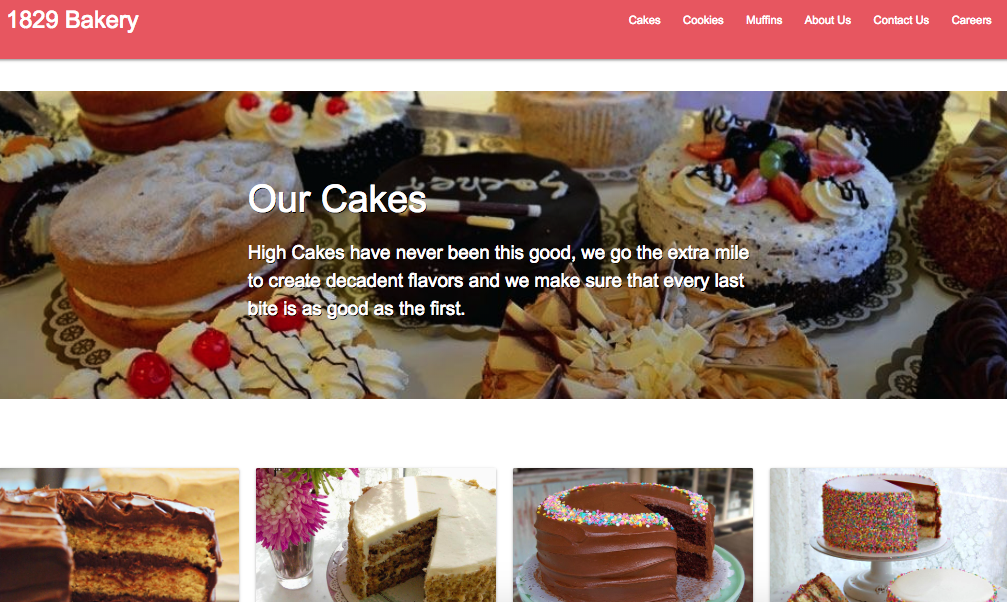 1829 Bakery
Cakes Cookies Muffins About Us Contact Us Careers
Our Cakes
High Cakes have never been this good, we go the extra mile
to create decadent flavors and we make sure that every last
bite is as good as the first.
Sacher